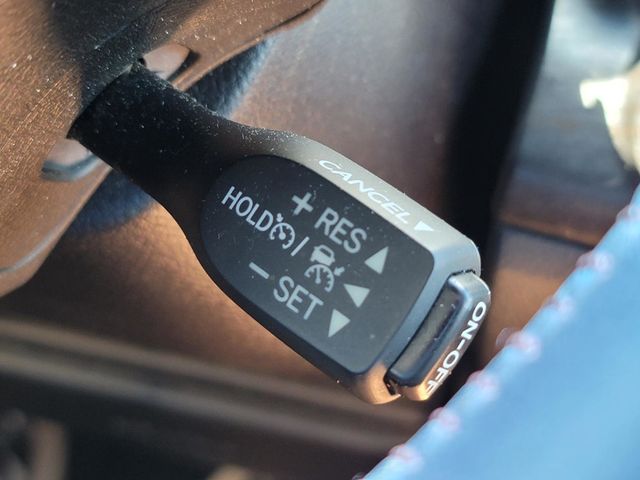 CANCEL
+ RES
HOLD /
− SET
ON-OFF